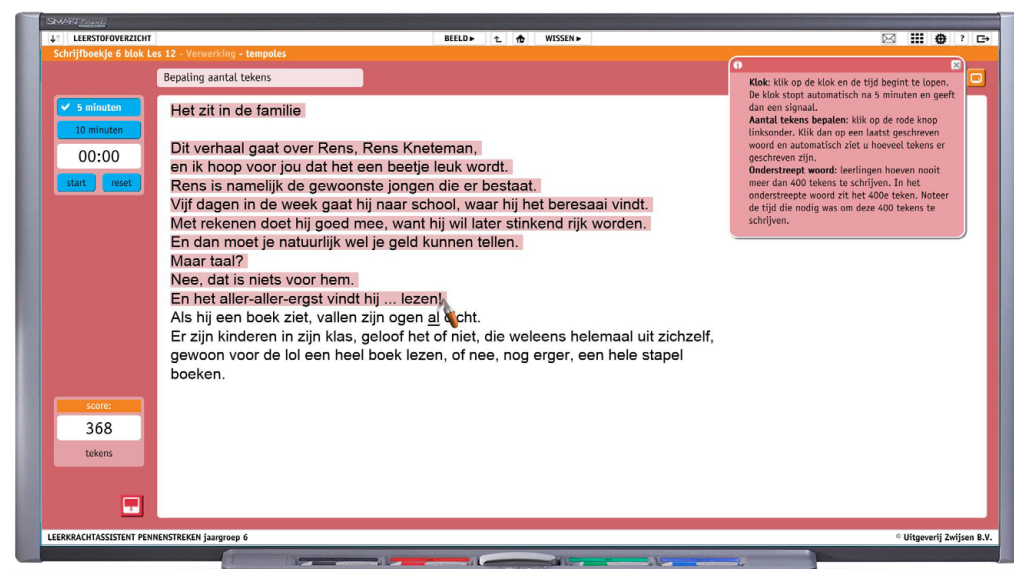 SMART Board
LEERSTOFOVERZICHT
BEELD
WISSEN
?
Schrijfboekje 6 blok Les 12 - Verwerking - tempoles
Bepaling aantal tekens
5 minuten
10 minuten
00:00
start reset
Het zit in de familie
Dit verhaal gaat over Rens, Rens Kneteman,
en ik hoop voor jou dat het een beetje leuk wordt.
Rens is namelijk de gewoonste jongen die er bestaat.
Vijf dagen in de week gaat hij naar school, waar hij het beresaai vindt.
Met rekenen doet hij goed mee, want hij wil later stinkend rijk worden.
En dan moet je natuurlijk wel je geld kunnen tellen.
Maar taal?
Nee, dat is niets voor hem.
En het aller-aller-ergst vindt hij ... lezen!
Als hij een boek ziet, vallen zijn ogen al dicht.
Er zijn kinderen in zijn klas, geloof het of niet, die weleens helemaal uit zichzelf,
gewoon voor de lol een heel boek lezen, of nee, nog erger, een hele stapel
boeken.
Klok: klik op de klok en de tijd begint te lopen.
De klok stopt automatisch na 5 minuten en geeft
dan een signaal.
Aantal tekens bepalen: klik op de rode knop
linksonder. Klik dan op een laatst geschreven
woord en automatisch ziet u hoeveel tekens er
geschreven zijn.
Onderstreept woord: leerlingen hoeven nooit
meer dan 400 tekens te schrijven. In het
onderstreepte woord zit het 400e teken. Noteer
de tijd die nodig was om deze 400 tekens te
schrijven.
score:
368
tekens
LEERKRACHTASSISTENT PENNENSTREKEN jaargroep 6
© Uitgeverij Zwijsen B.V.